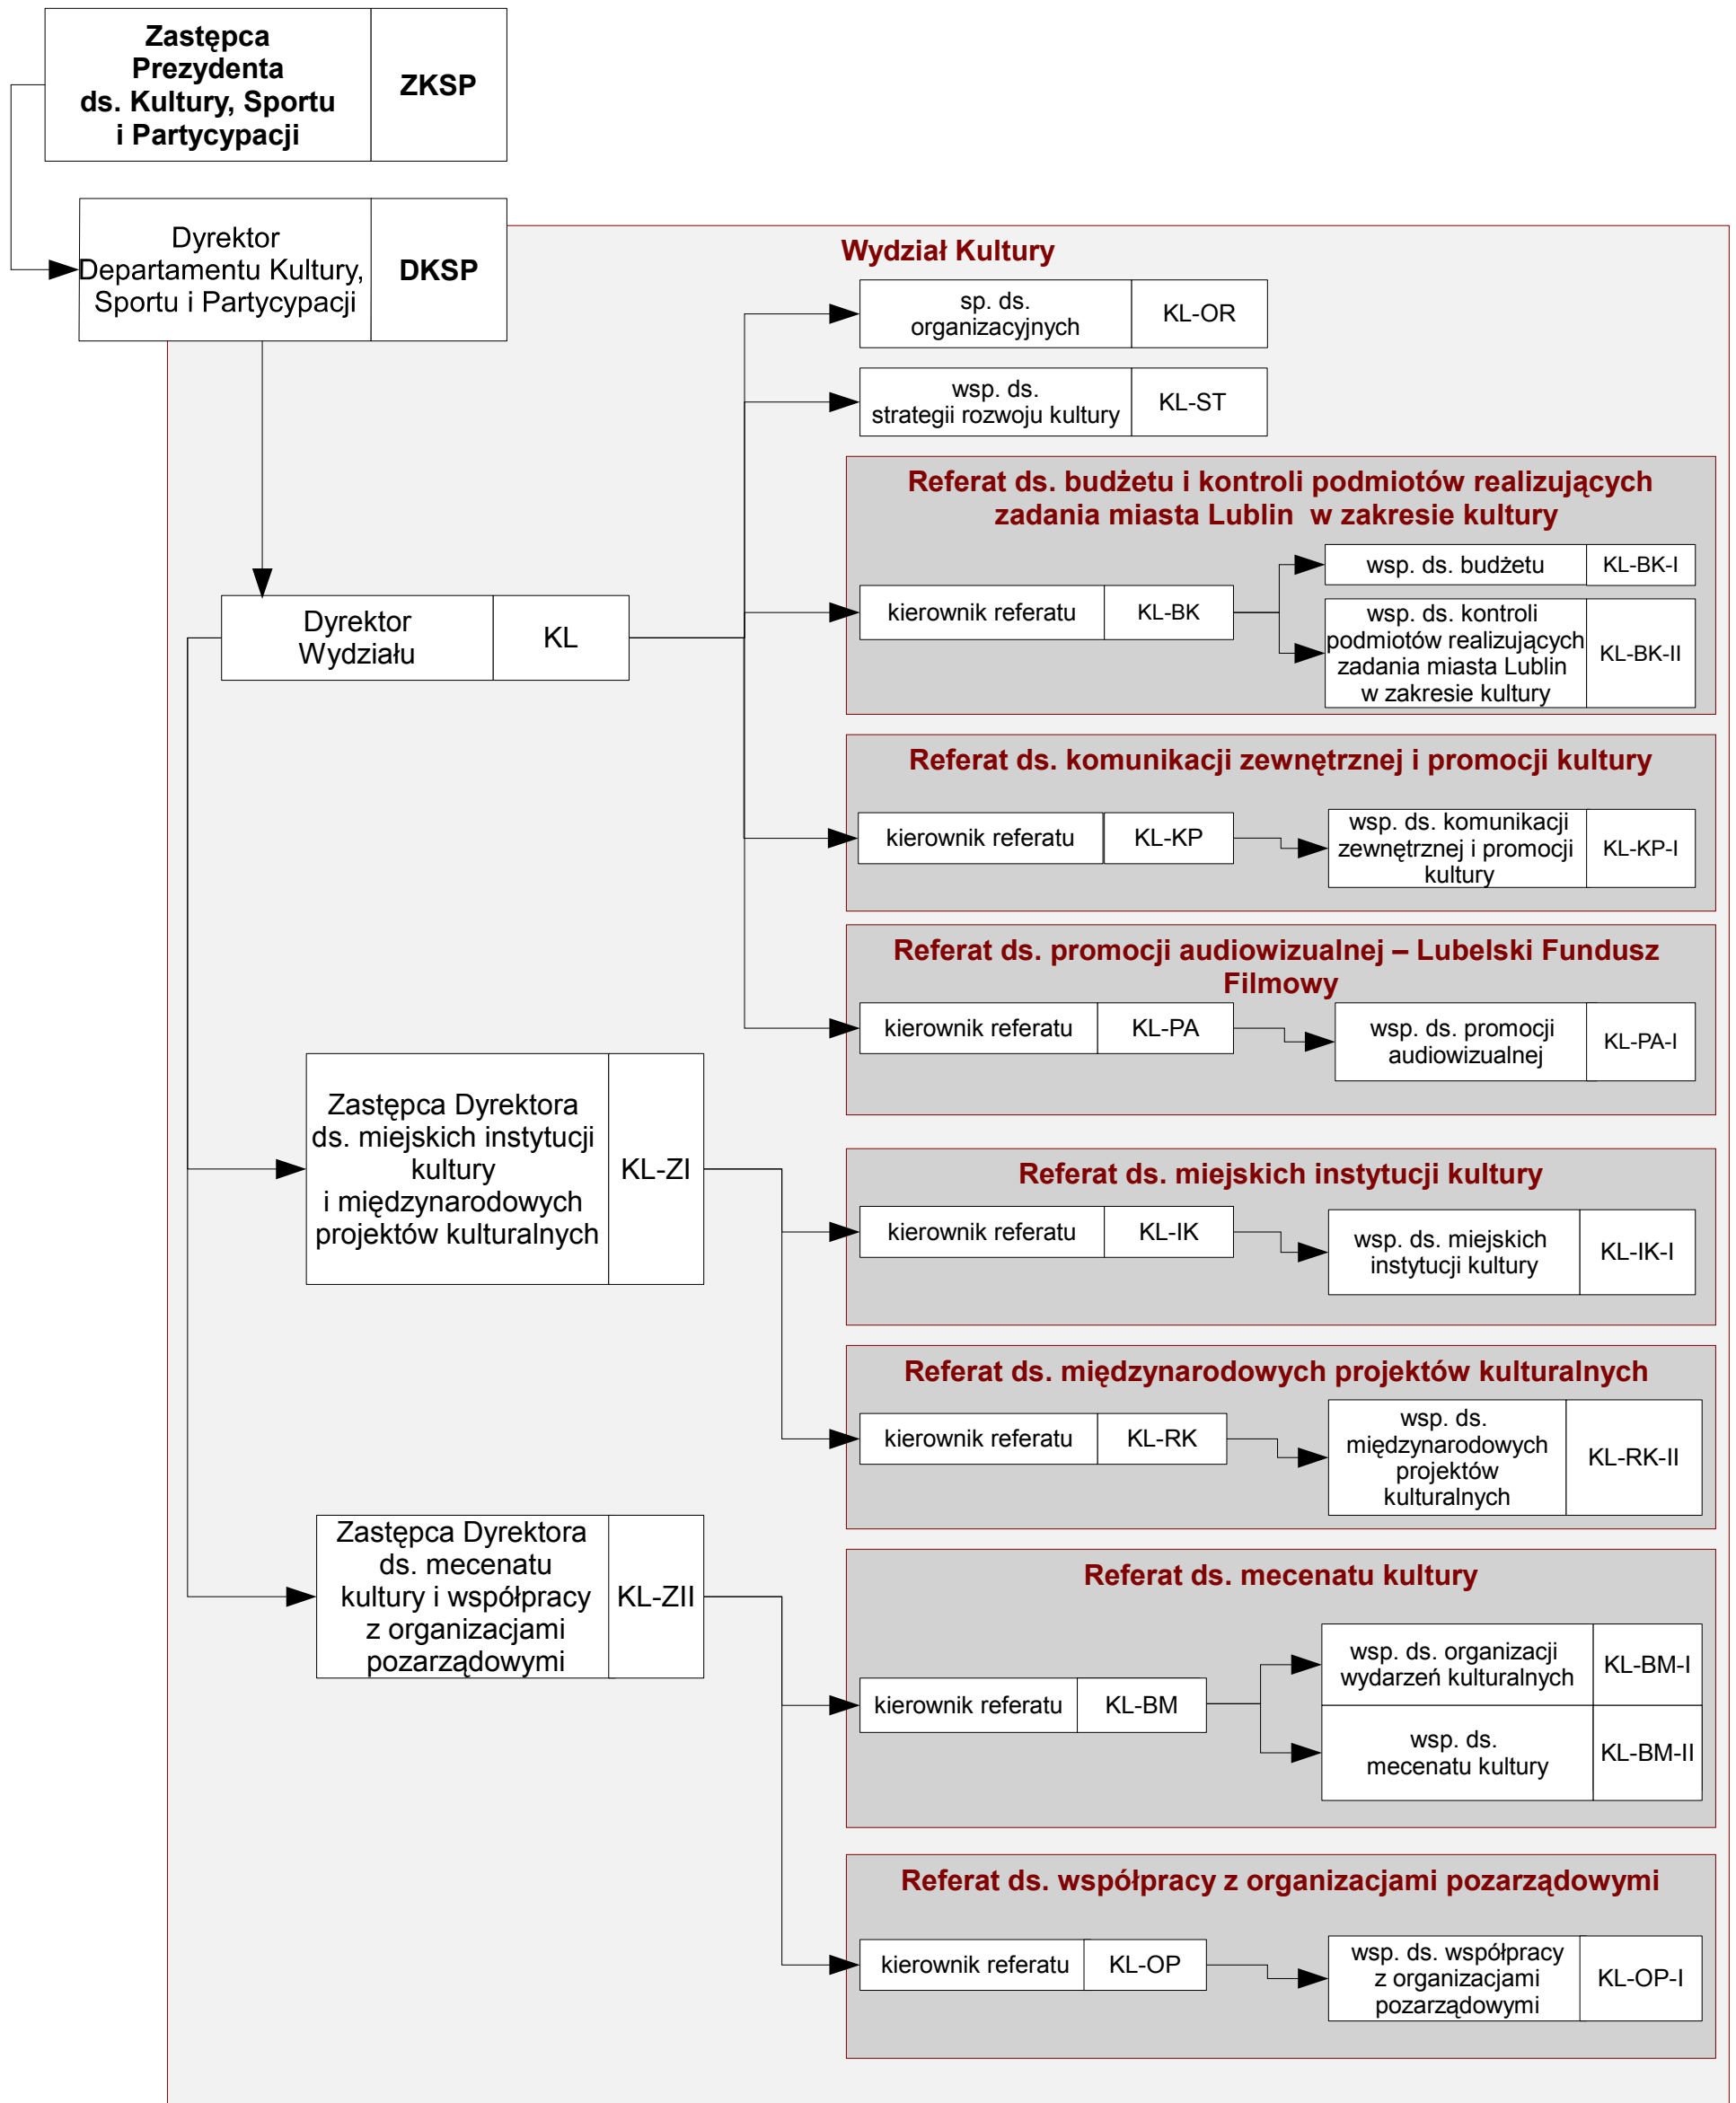 Zastępca
Prezydenta
ds. Kultury, Sportu
i Partycypacji
ZKSP
Dyrektor
Departamentu Kultury,
Sportu i Partycypacji
DKSP
Wydział Kultury
sp. ds.
organizacyjnych
KL-OR
wsp. ds.
strategii rozwoju kultury
KL-ST
Referat ds. budżetu i kontroli podmiotów realizujących
zadania miasta Lublin w zakresie kultury
kierownik referatu
KL-BK
wsp. ds. budżetu
KL-BK-I
wsp. ds. kontroli
podmiotów realizujących
zadania miasta Lublin
w zakresie kultury
KL-BK-II
Dyrektor
Wydziału
KL
Referat ds. komunikacji zewnętrznej i promocji kultury
kierownik referatu
KL-KP
wsp. ds. komunikacji
zewnętrznej i promocji
kultury
KL-KP-I
Referat ds. promocji audiowizualnej – Lubelski Fundusz
Filmowy
kierownik referatu
KL-PA
wsp. ds. promocji
audiowizualnej
KL-PA-I
Zastępca Dyrektora
ds. miejskich instytucji
kultury
i międzynarodowych
projektów kulturalnych
KL-ZI
Referat ds. miejskich instytucji kultury
kierownik referatu
KL-IK
wsp. ds. miejskich
instytucji kultury
KL-IK-I
Referat ds. międzynarodowych projektów kulturalnych
kierownik referatu
KL-RK
wsp. ds.
międzynarodowych
projektów
kulturalnych
KL-RK-II
Zastępca Dyrektora
ds. mecenatu
kultury i współpracy
z organizacjami
pozarządowymi
KL-ZII
Referat ds. mecenatu kultury
kierownik referatu
KL-BM
wsp. ds. organizacji
wydarzeń kulturalnych
KL-BM-I
wsp. ds.
mecenatu kultury
KL-BM-II
Referat ds. współpracy z organizacjami pozarządowymi
kierownik referatu
KL-OP
wsp. ds. współpracy
z organizacjami
pozarządowymi
KL-OP-I